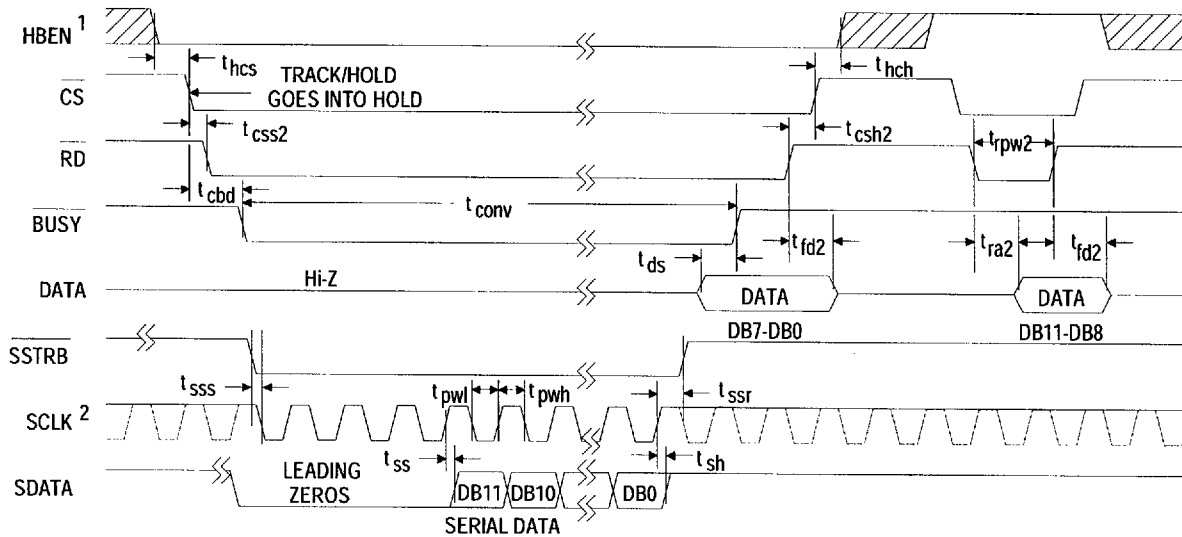 HBEN 1
t hcs
t hch
CS
TRACK/HOLD
GOES INTO HOLD
t css2
t csh2
RD
t rpw2
t cbd
t conv
BUSY
t fd2
t ra2
t fd2
t ds
DATA
Hi-Z
DATA
DATA
DB7-DB0
DB11-DB8
SSTRB
t sss
t pwl
t pwh
t ssr
SCLK 2
t ss
t sh
SDATA
LEADING
ZEROS
DB11
DB10
DB0
SERIAL DATA